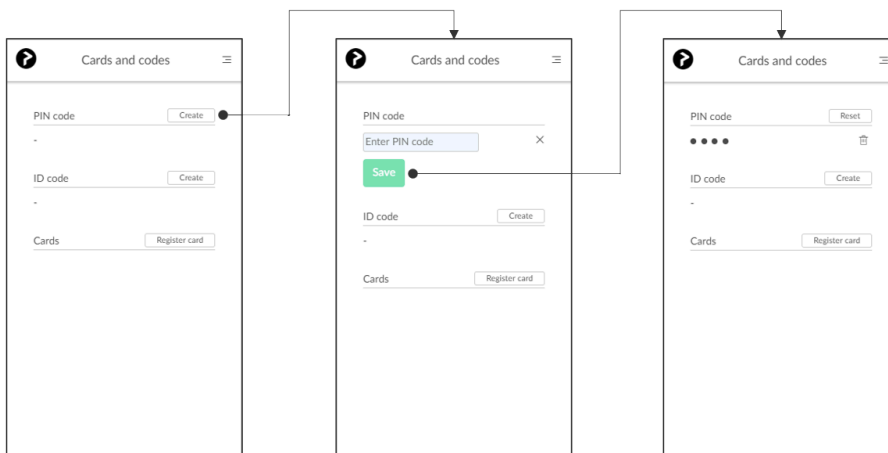 Cards and codes
PIN code Create
-
ID code Create
-
Cards Register card
Cards and codes
PIN code
Enter PIN code
Save
ID code Create
-
Cards Register card
Cards and codes
PIN code Reset
ID code Create
-
Cards Register card